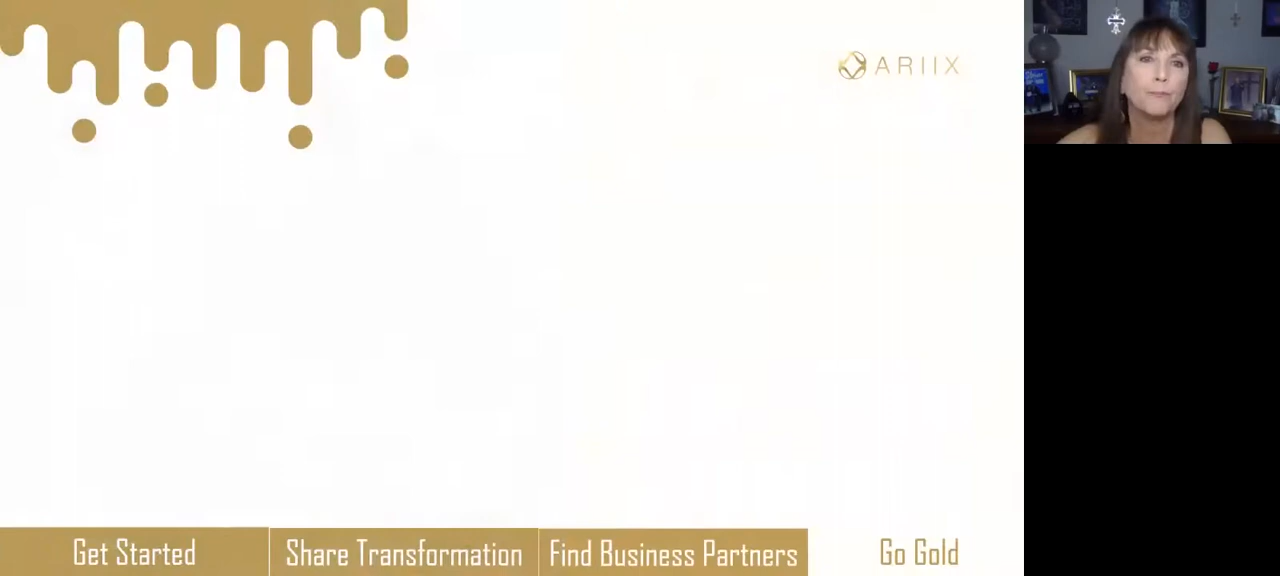 ARIIX
Get Started
Share Transformation
Find Business Partners
Go Gold